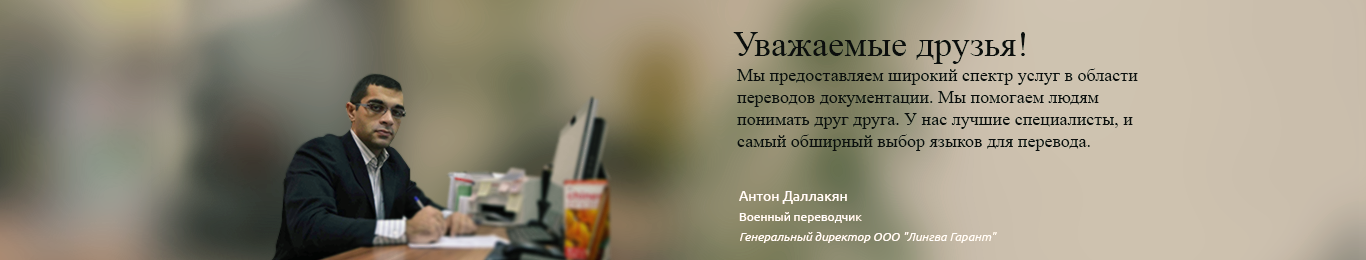 Уважаемые друзья!
Мы предоставляем широкий спектр услуг в области
переводов документации. Мы помогаем людям
понимать друг друга. У нас лучшие специалисты, и
самый обширный выбор языков для перевода.
Антон Даллакян
Военный переводчик
Генеральный директор ООО "Лингва Гарант"